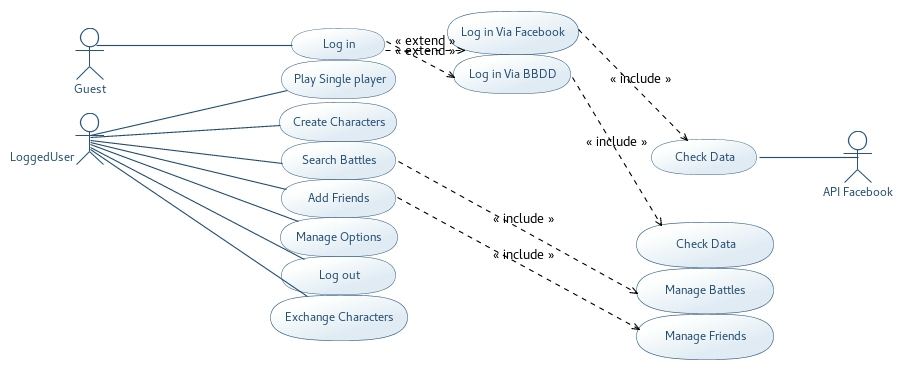 Guest
LoggedUser
Log in
Play Single player
Create Characters
Search Battles
Add Friends
Manage Options
Log out
Exchange Characters
« extend »
« extend »
Log in Via Facebook
Log in Via BBDD
« include »
« include »
« include »
« include »
Check Data
API Facebook
Check Data
Manage Battles
Manage Friends